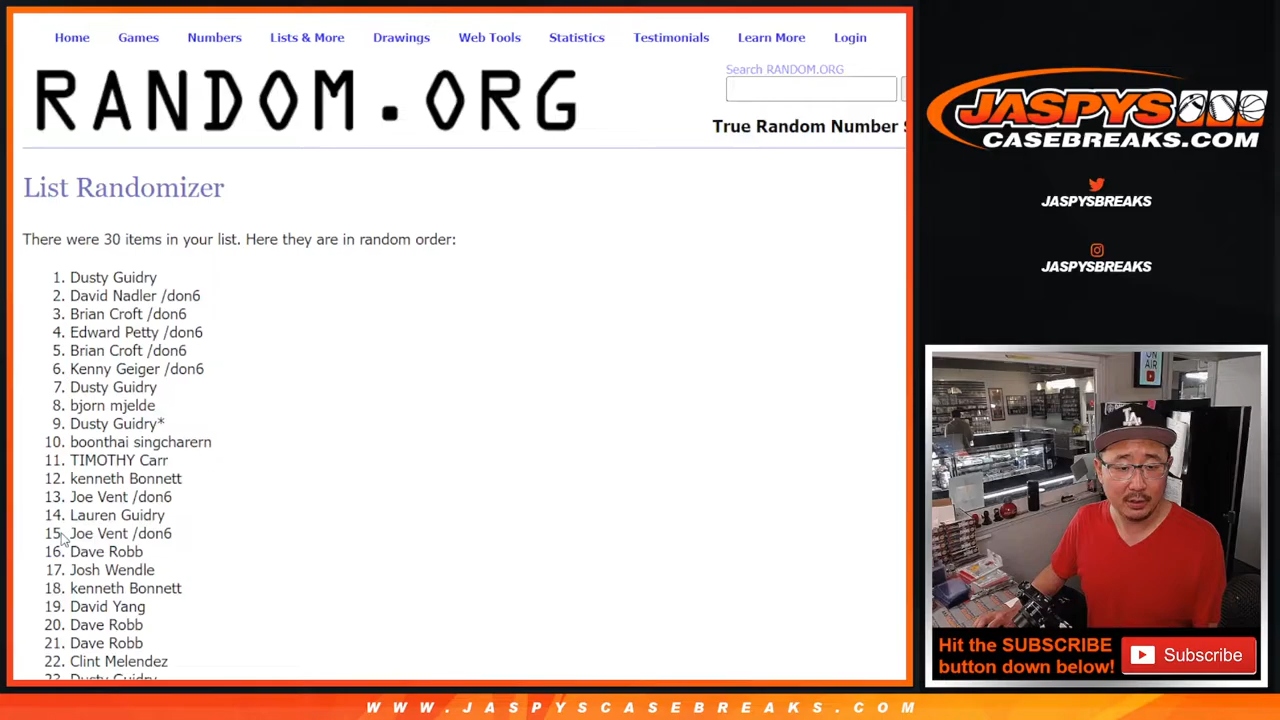 Home Games Numbers Lists & More Drawings Web Tools Statistics Testimonials Learn More Login
RANDOM.ORG
Search RANDOM.ORG
True Random Number
List Randomizer
There were 30 items in your list. Here they are in random order:
1. Dusty Guidry
2. David Nadler /don6
3. Brian Croft /don6
4. Edward Petty /don6
5. Brian Croft /don6
6. Kenny Geiger /don6
7. Dusty Guidry
8. bjorn mjelde
9. Dusty Guidry*
10. boonthai singcharern
11. TIMOTHY Carr
12. kenneth Bonnett
13. Joe Vent /don6
14. Lauren Guidry
15. Joe Vent /don6
16. Dave Robb
17. Josh Wendle
18. kenneth Bonnett
19. David Yang
20. Dave Robb
21. Dave Robb
22. Clint Melendez
23. Dusty Guidry
JASPYS
CASEBREAKS.COM
JASPYSBREAKS
JASPYSBREAKS
ON
AIR
LA
Hit the SUBSCRIBE
button down below!
Subscribe
WWW.JASPYSCASEBREAKS.COM